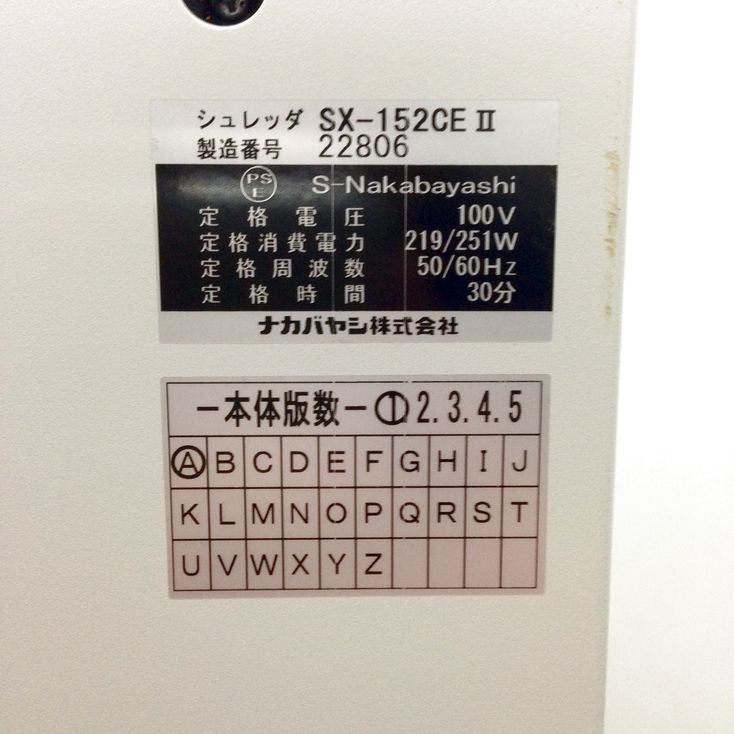 シュレッダ SX-152CE II
製造番号 22806
PS E S-Nakabayashi
定格電圧 100V
定格消費電力 219/251W
定格周波数 50/60Hz
定格時間 30分
ナカバヤシ株式会社
－本体版数－①2.3.4.5
Ⓐ B C D E F G H I J
K L M N O P Q R S T
U V W X Y Z